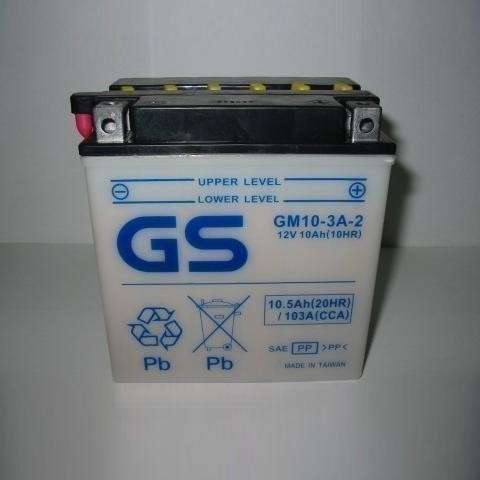 UPPER LEVEL
LOWER LEVEL
GS
GM10-3A-2
12V 10Ah(10HR)
10.5Ah(20HR)
/ 103A(CCA)
Pb
Pb
SAE PP >PP<
MADE IN TAIWAN